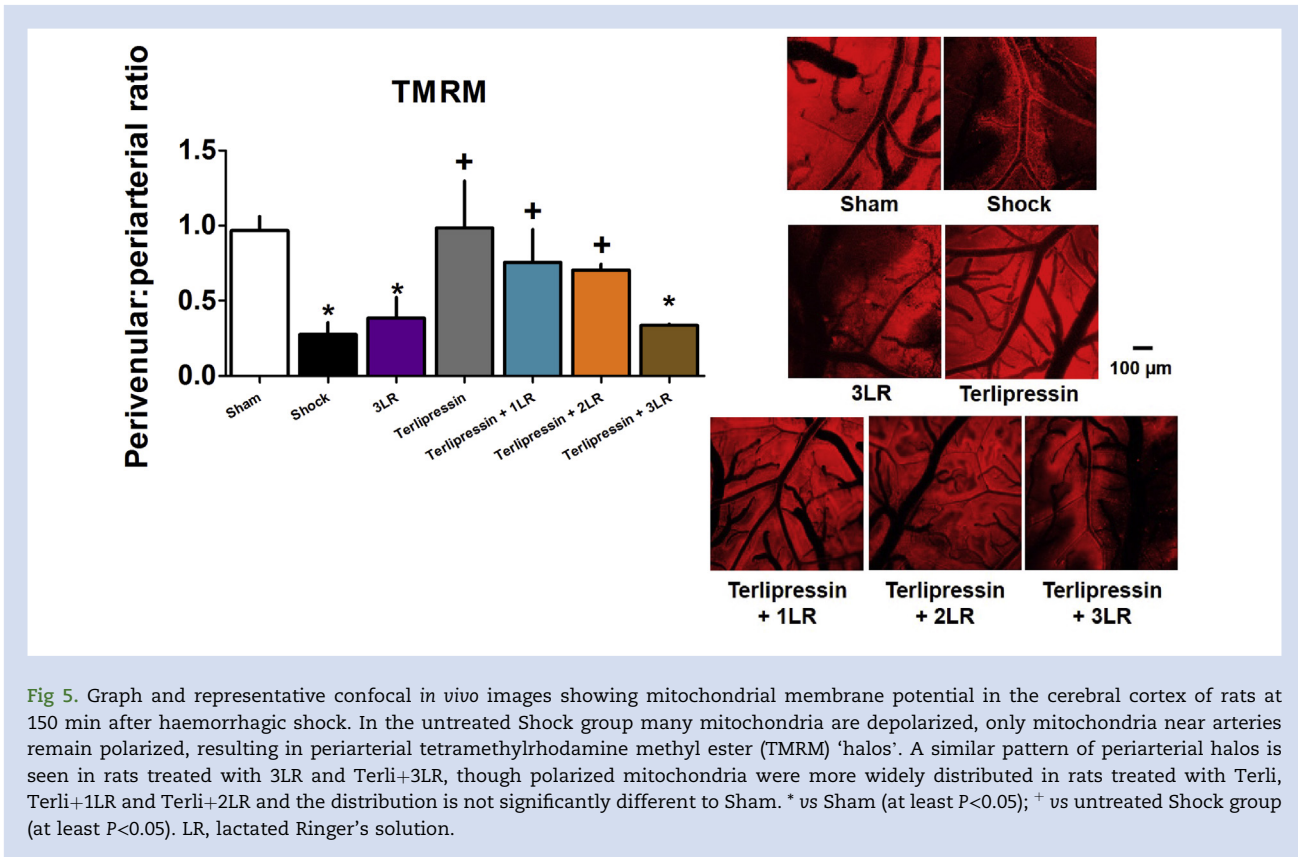 TMRM
Perivenular:periarterial ratio
1.5
1.0
0.5
0.0
+
+
+
*
*
*
Sham
Shock
3LR
Terlipressin
Terlipressin + 1LR
Terlipressin + 2LR
Terlipressin + 3LR
Sham
Shock
3LR
Terlipressin
100 µm
Terlipressin
+ 1LR
Terlipressin
+ 2LR
Terlipressin
+ 3LR
Fig 5. Graph and representative confocal in vivo images showing mitochondrial membrane potential in the cerebral cortex of rats at
150 min after haemorrhagic shock. In the untreated Shock group many mitochondria are depolarized, only mitochondria near arteries
remain polarized, resulting in periarterial tetramethylrhodamine methyl ester (TMRM) ‘halos’. A similar pattern of periarterial halos is
seen in rats treated with 3LR and Terli+3LR, though polarized mitochondria were more widely distributed in rats treated with Terli,
Terli+1LR and Terli+2LR and the distribution is not significantly different to Sham. * vs Sham (at least P<0.05); + vs untreated Shock group
(at least P<0.05). LR, lactated Ringer’s solution.